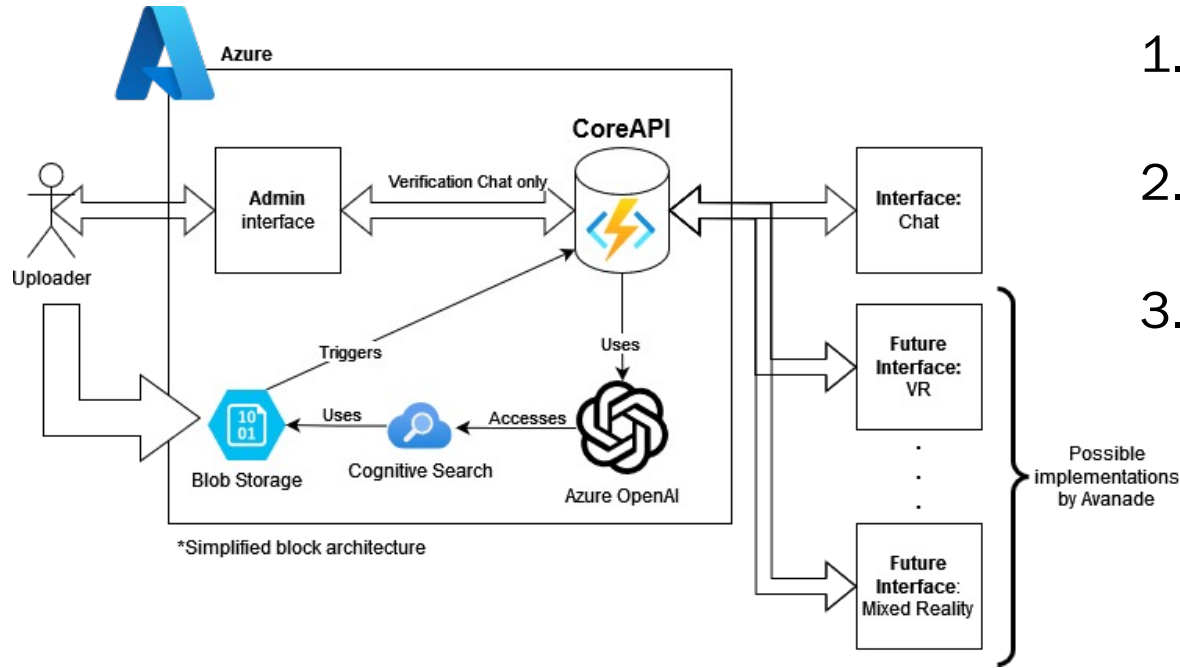 Azure
CoreAPI
1.
Verification Chat only
Admin
interface
Interface:
Chat
2.
Uploader
3.
Triggers
Uses
Future
Interface:
VR
10
01
Uses
Accesses
Blob Storage
Cognitive Search
Azure OpenAI
.
.
.
Possible
implementations
by Avanade
*Simplified block architecture
Future
Interface:
Mixed Reality